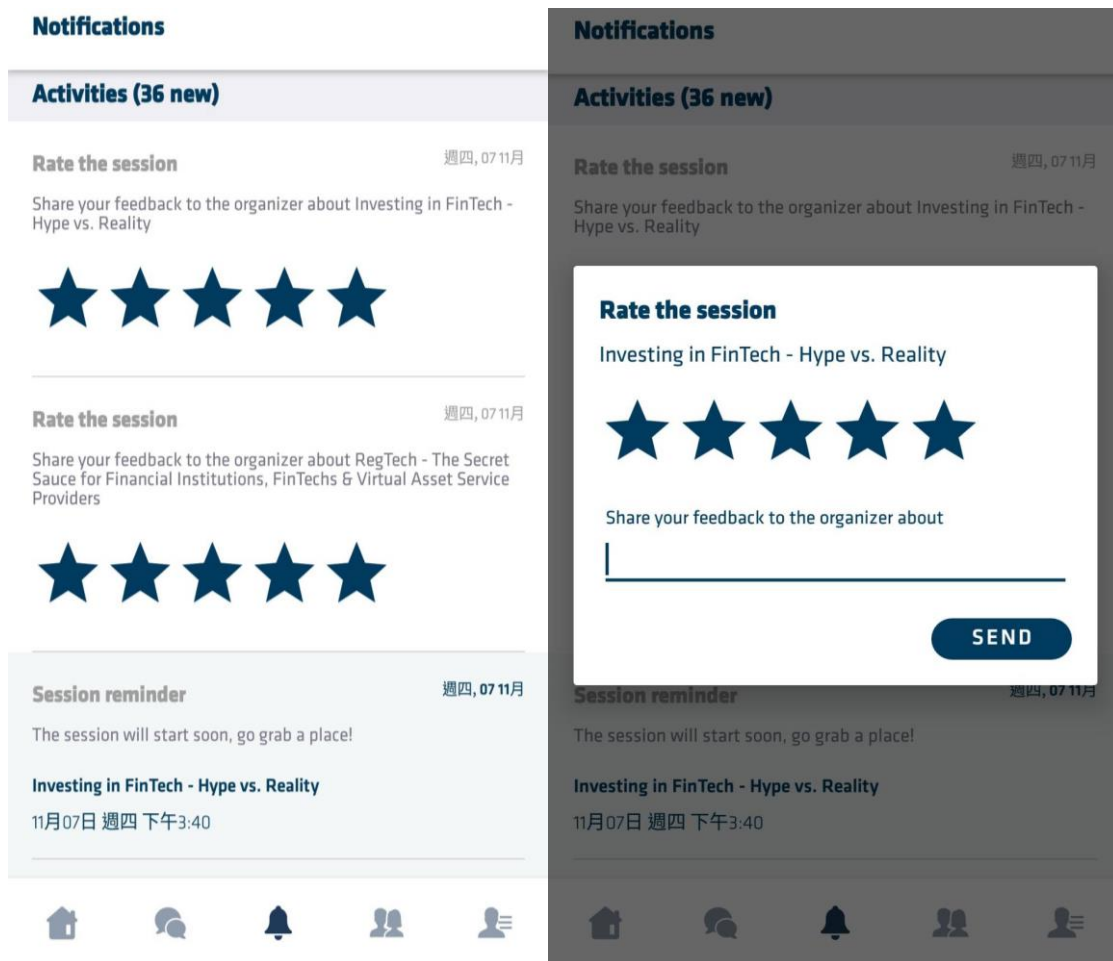 Notifications
Activities (36 new)
Rate the session
週四, 07 11月
Share your feedback to the organizer about Investing in FinTech -
Hype vs. Reality
Rate the session
週四, 07 11月
Share your feedback to the organizer about RegTech - The Secret
Sauce for Financial Institutions, FinTechs & Virtual Asset Service
Providers
Session reminder
週四, 07 11月
The session will start soon, go grab a place!
Investing in FinTech - Hype vs. Reality
11月07日 週四 下午3:40
Notifications
Activities (36 new)
Rate the session
週四, 07 11月
Share your feedback to the organizer about Investing in FinTech -
Hype vs. Reality
Rate the session
Investing in FinTech - Hype vs. Reality
Share your feedback to the organizer about
SEND
Session reminder
週四, 07 11月
The session will start soon, go grab a place!
Investing in FinTech - Hype vs. Reality
11月07日 週四 下午3:40